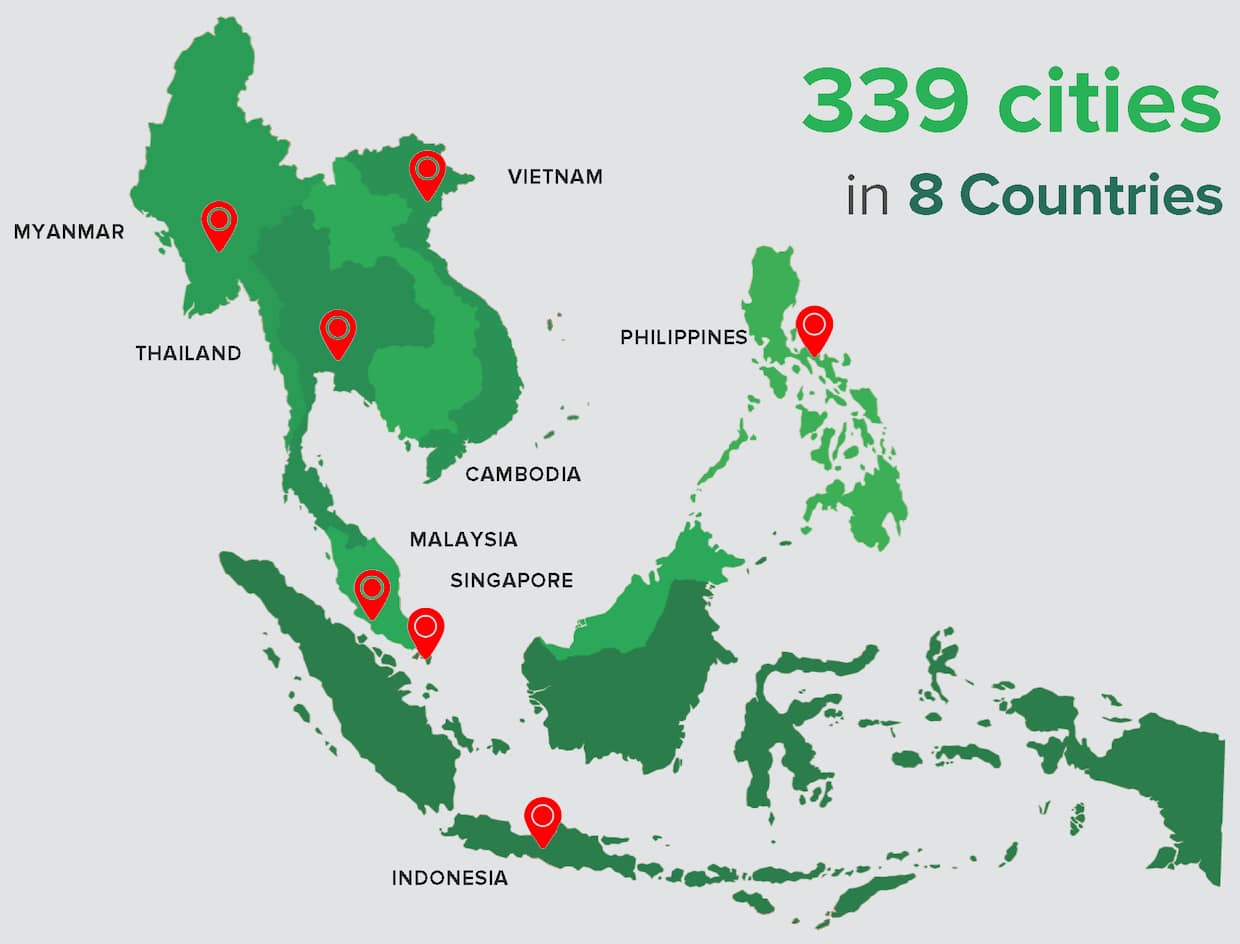 339 cities
in 8 Countries
VIETNAM
MYANMAR
PHILIPPINES
THAILAND
CAMBODIA
MALAYSIA
SINGAPORE
INDONESIA